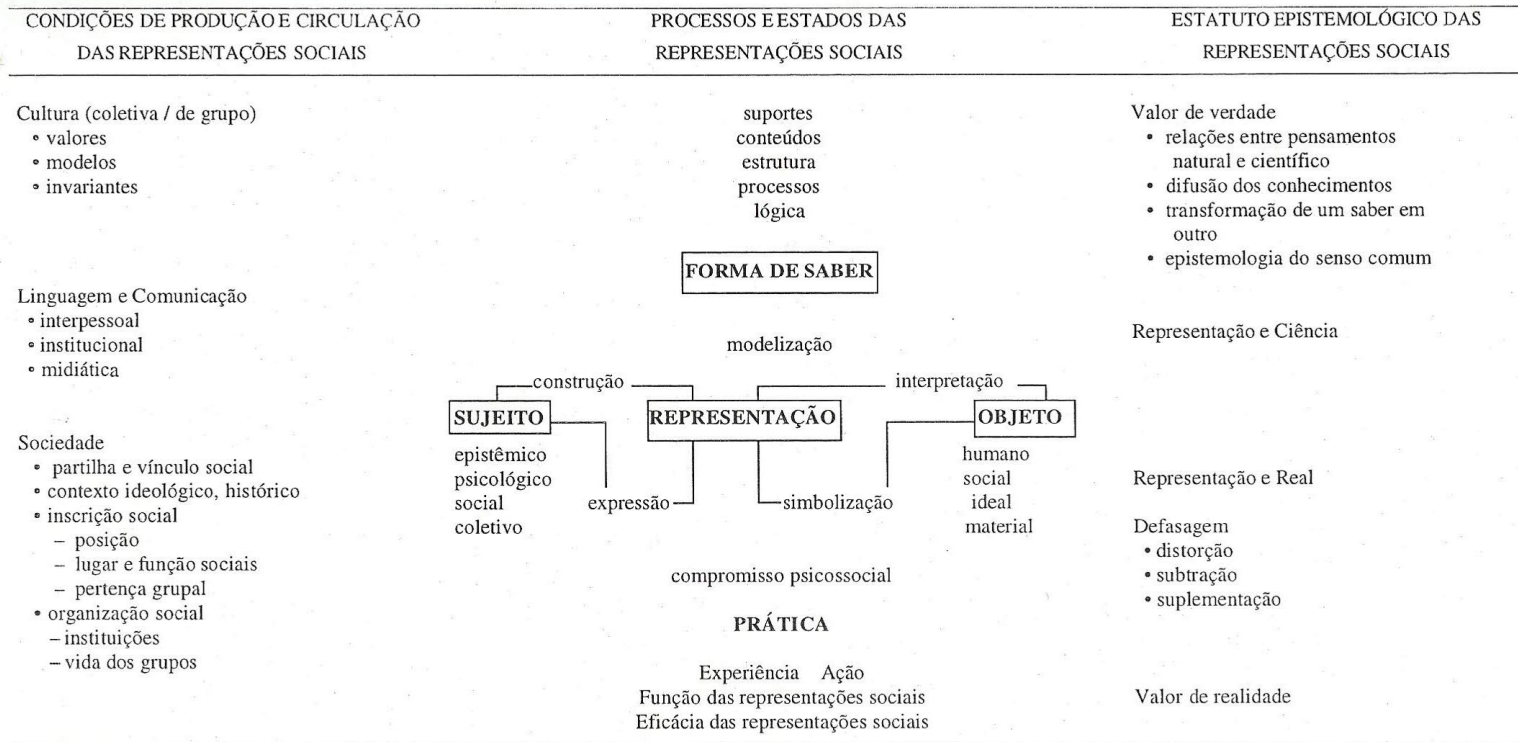 CONDIÇÕES DE PRODUÇÃO E CIRCULAÇÃO
DAS REPRESENTAÇÕES SOCIAIS
Cultura (coletiva / de grupo)
• valores
• modelos
• invariantes
Linguagem e Comunicação
• interpessoal
• institucional
• midiática
Sociedade
• partilha e vínculo social
• contexto ideológico, histórico
• inscrição social
– posição
– lugar e função sociais
– pertença grupal
• organização social
– instituições
– vida dos grupos
PROCESSOS E ESTADOS DAS
REPRESENTAÇÕES SOCIAIS
suportes
conteúdos
estrutura
processos
lógica
FORMA DE SABER
modelização
construção
interpretação
SUJEITO
REPRESENTAÇÃO
OBJETO
epistêmico
psicológico
social
coletivo
expressão
simbolização
humano
social
ideal
material
compromisso psicossocial
PRÁTICA
Experiência Ação
Função das representações sociais
Eficácia das representações sociais
ESTATUTO EPISTEMOLÓGICO DAS
REPRESENTAÇÕES SOCIAIS
Valor de verdade
• relações entre pensamentos
natural e científico
• difusão dos conhecimentos
• transformação de um saber em
outro
• epistemologia do senso comum
Representação e Ciência
Representação e Real
Defasagem
• distorção
• subtração
• suplementação
Valor de realidade